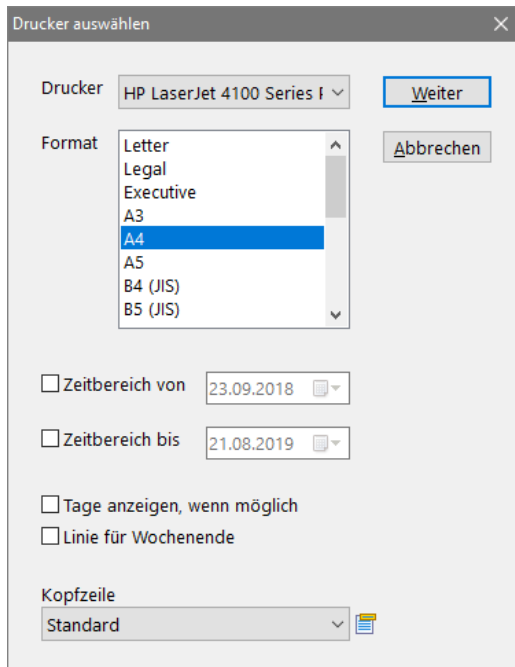 Drucker auswählen
Drucker
HP LaserJet 4100 Series
Weiter
Format
Abbrechen
Letter
Legal
Executive
A3
A4
A5
B4 (JIS)
B5 (JIS)
Zeitbereich von
23.09.2018
Zeitbereich bis
21.08.2019
Tage anzeigen, wenn möglich
Linie für Wochenende
Kopfzeile
Standard